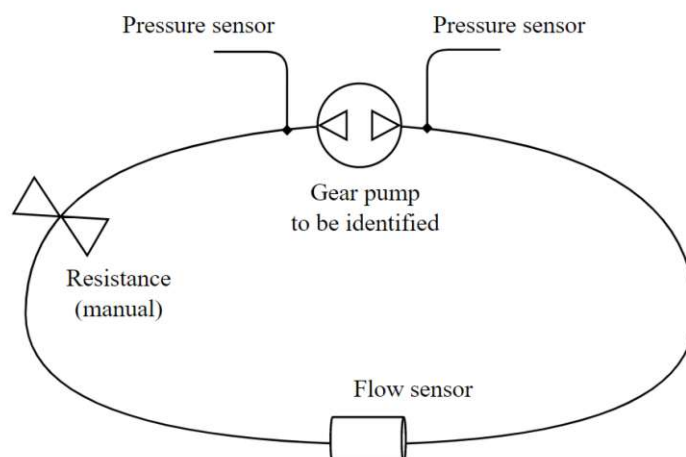 Pressure sensor
Pressure sensor
Gear pump
to be identified
Resistance
(manual)
Flow sensor